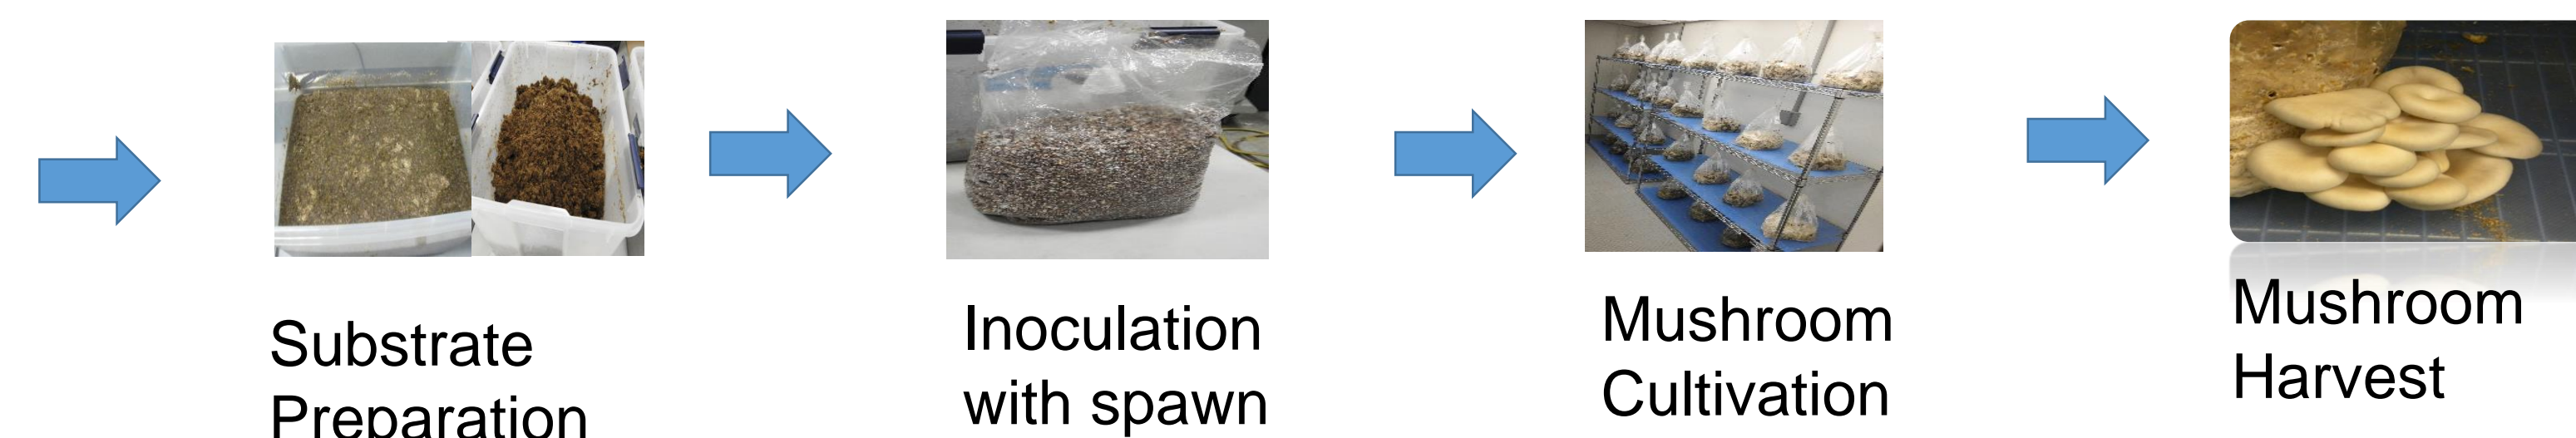 Substrate
Preparation
Inoculation
with spawn
Mushroom
Cultivation
Mushroom
Harvest